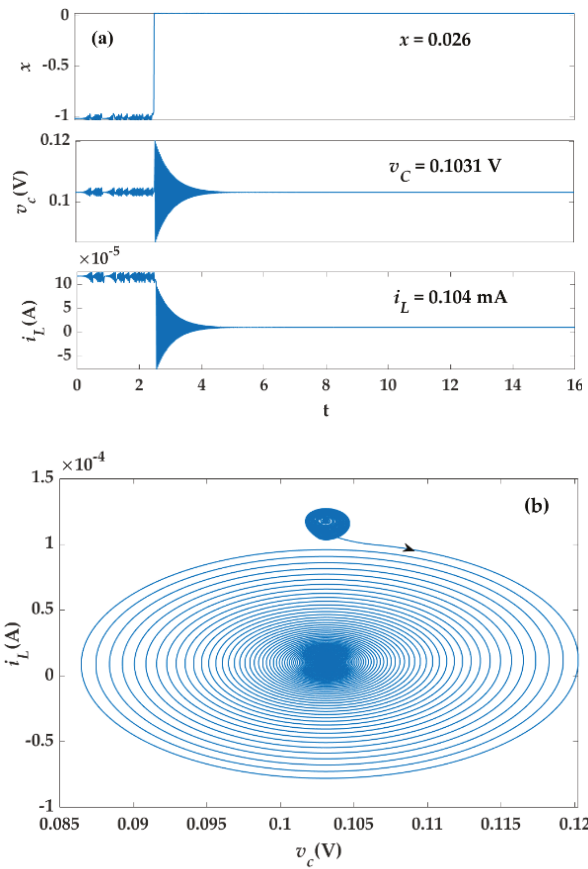 0
(a)
x = 0.026
x
-0.5
-1
0.12
v_C = 0.1031 V
v_c(V)
0.1
×10⁻⁵
10
i_L = 0.104 mA
i_L(A)
5
0
-5
0 2 4 6 8 10 12 14 16
t
×10⁻⁴
1.5
(b)
1
0.5
i_L(A)
0
-0.5
-1
0.085 0.09 0.095 0.1 0.105 0.11 0.115 0.12
v_c(V)